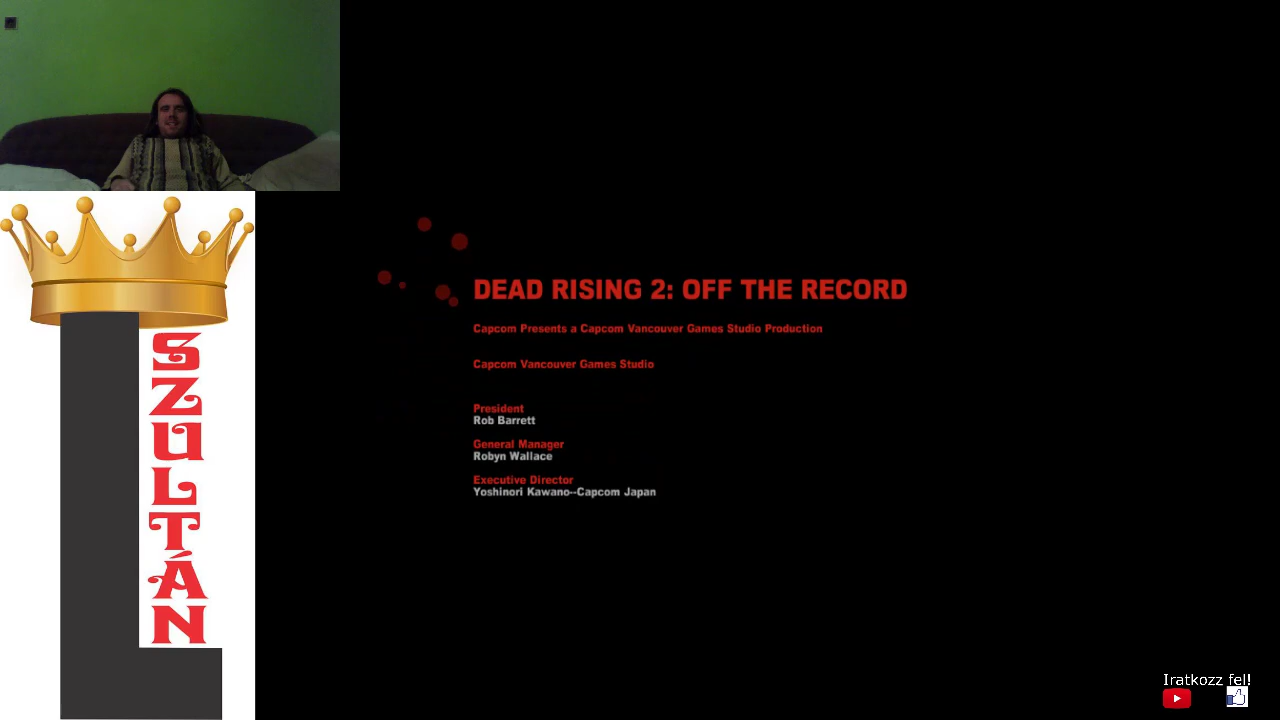 L
SZULTÁN
DEAD RISING 2: OFF THE RECORD
Capcom Presents a Capcom Vancouver Games Studio Production
Capcom Vancouver Games Studio
President
Rob Barrett
General Manager
Robyn Wallace
Executive Director
Yoshinori Kawano--Capcom Japan
Iratkozz fel!